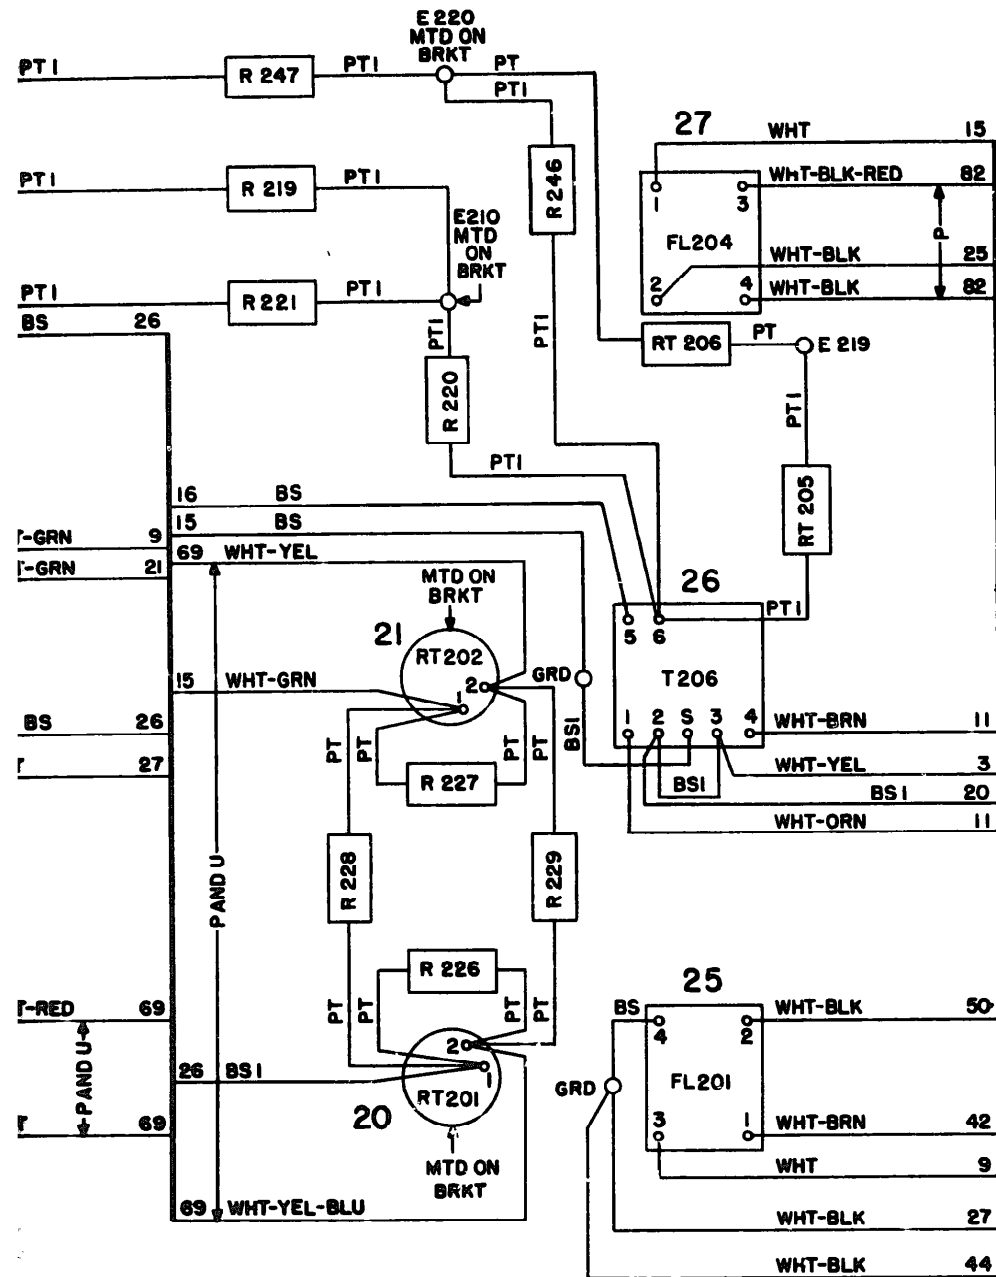 E 220
MTD ON
BRKT
PT1
R 247
PT1
PT
PT1
27
WHT
15
PT1
R 219
PT1
R 246
WHT-BLK-RED
82
1
3
FL204
P
E210
MTD
ON
BRKT
WHT-BLK
25
2
4
WHT-BLK
82
PT1
R 221
PT1
BS
26
PT1
PT1
RT 206
PT
E 219
R 220
PT1
PT1
16
BS
15
BS
RT 205
T-GRN
9
69
WHT-YEL
T-GRN
21
MTD ON
BRKT
26
PT1
21
5
6
RT202
15
WHT-GRN
2
1
GRD
T206
BS
26
1
2
S
3
4
WHT-BRN
11
PT
PT
PT
PT
BS1
T
27
R 227
BS1
WHT-YEL
3
BS1
20
WHT-ORN
11
P AND U
R 228
R 229
R 226
25
T-RED
69
PT
PT
PT
PT
BS
WHT-BLK
50
4
2
2
P AND U
26
BS1
1
GRD
FL201
RT201
20
T
69
3
1
WHT-BRN
42
MTD ON
BRKT
WHT
9
69
WHT-YEL-BLU
WHT-BLK
27
WHT-BLK
44